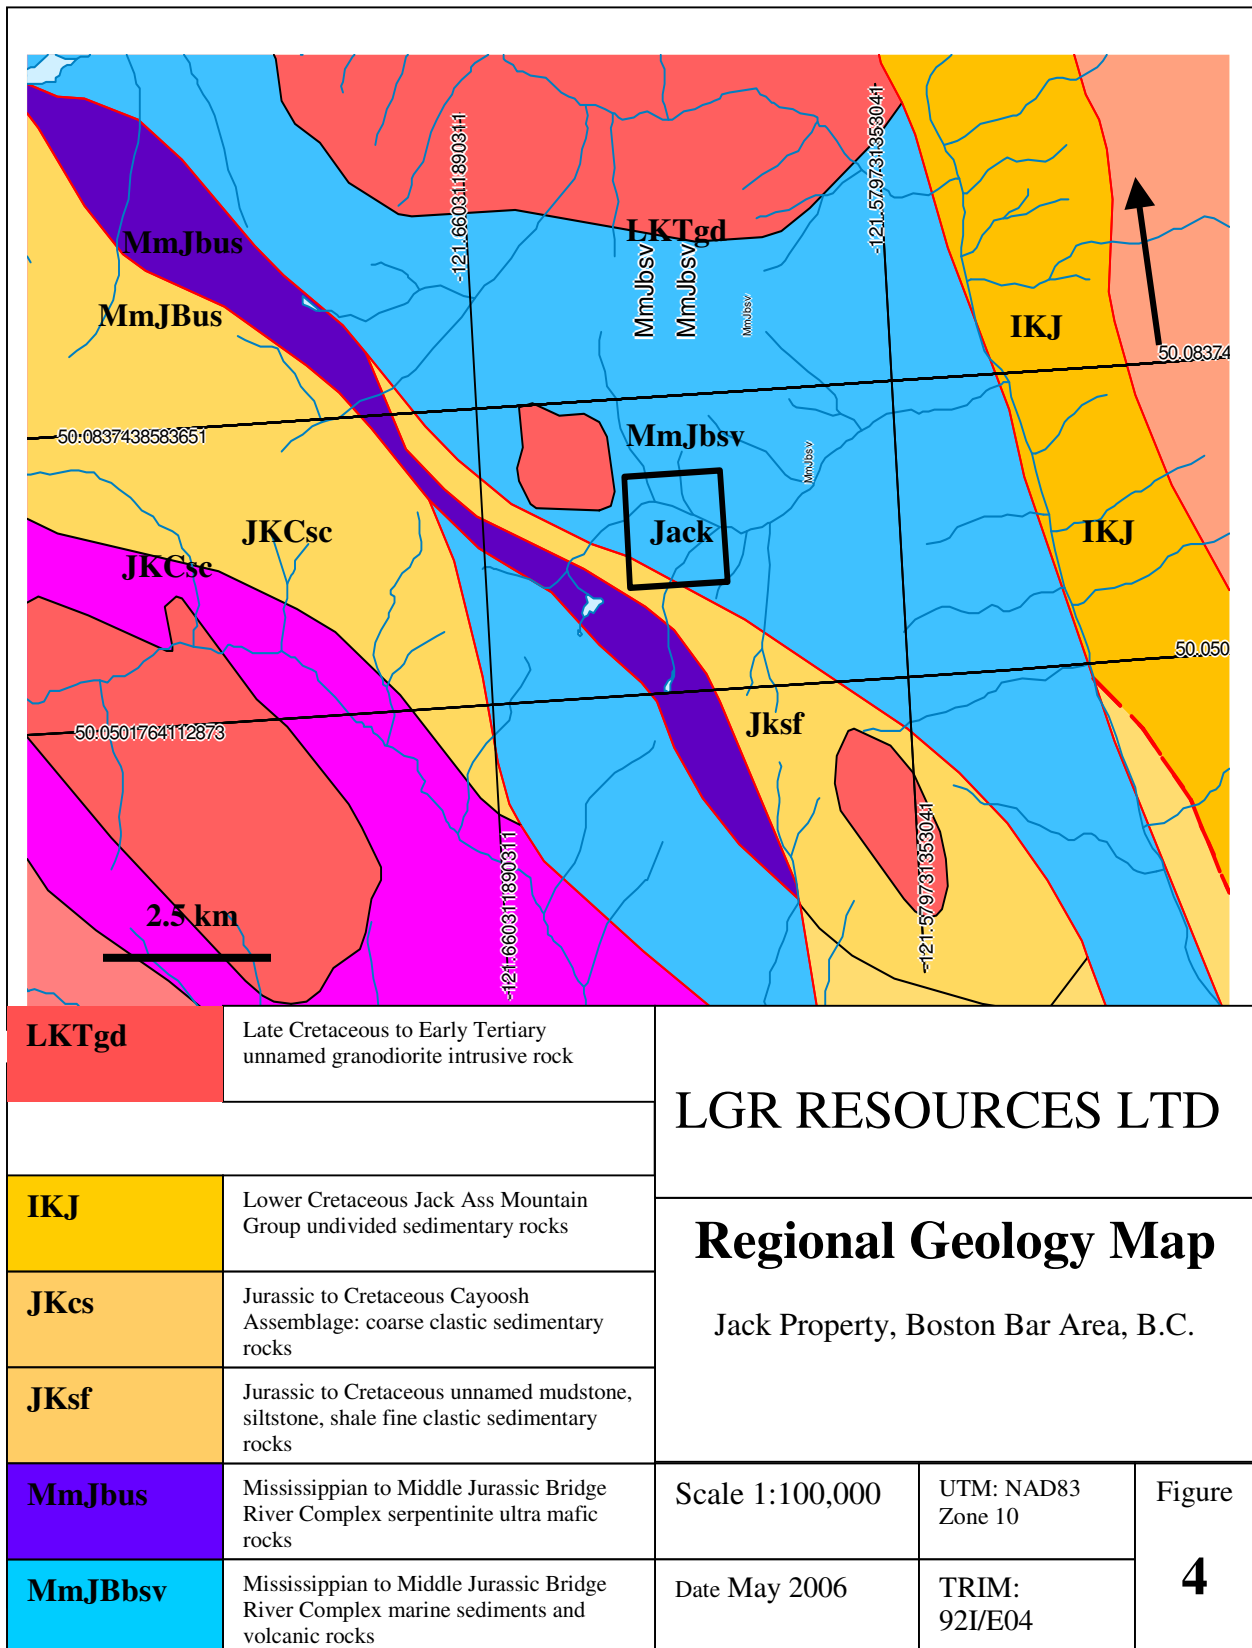 -121.660311890311
-121.579731353041
MmJbus
LKTgd
MmJbsv
MmJbsv
MmJbsv
MmJBus
IKJ
50.08374
50.0837438583651
MmJbsv
MmJbsv
JKCsc
Jack
IKJ
JKCsc
50.050
50.0501764112873
Jksf
-121.660311890311
-121.579731353041
2.5 km
LKTgd
Late Cretaceous to Early Tertiary
unnamed granodiorite intrusive rock
IKJ
Lower Cretaceous Jack Ass Mountain
Group undivided sedimentary rocks
JKcs
Jurassic to Cretaceous Cayoosh
Assemblage: coarse clastic sedimentary
rocks
JKsf
Jurassic to Cretaceous unnamed mudstone,
siltstone, shale fine clastic sedimentary
rocks
MmJbus
Mississippian to Middle Jurassic Bridge
River Complex serpentinite ultra mafic
rocks
MmJBbsv
Mississippian to Middle Jurassic Bridge
River Complex marine sediments and
volcanic rocks
LGR RESOURCES LTD
Regional Geology Map
Jack Property, Boston Bar Area, B.C.
Scale 1:100,000
UTM: NAD83
Zone 10
Figure
4
Date May 2006
TRIM:
92I/E04